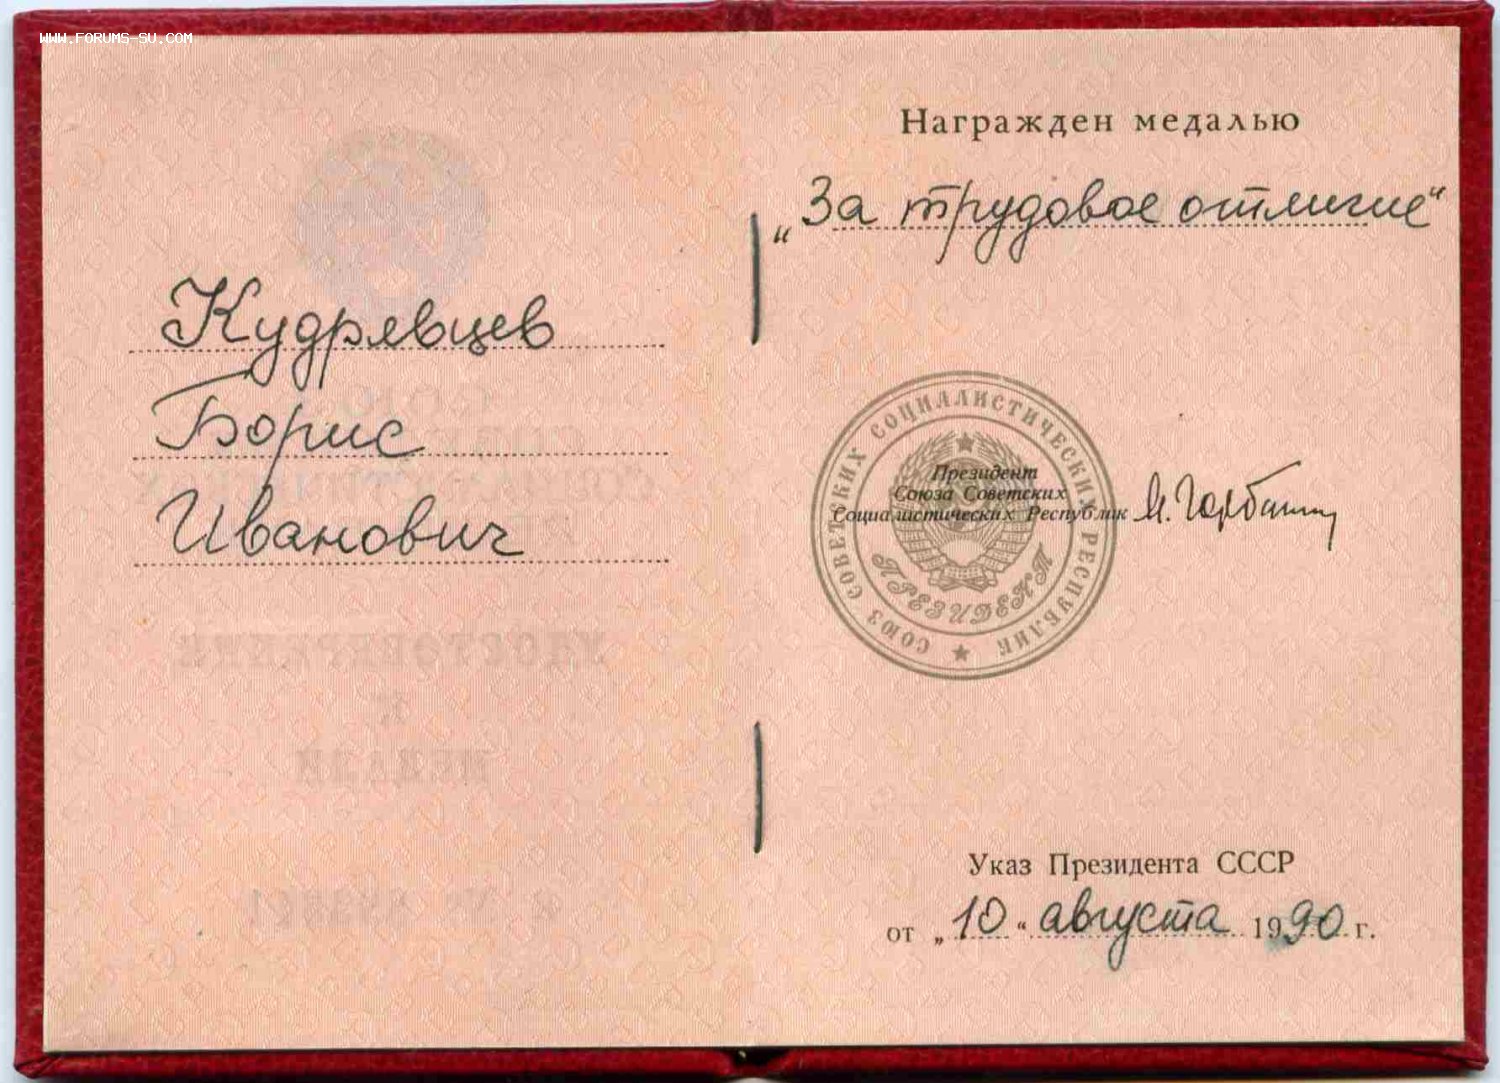 WWW.FORUMS-SU.COM
Кудрявцев
Борис
Иванович
Награжден медалью
„За трудовое отличие“
СОЮЗ СОВЕТСКИХ СОЦИАЛИСТИЧЕСКИХ РЕСПУБЛИК
Президент
Союза Советских
Социалистических Республик
ПРЕЗИДЕНТ
Указ Президента СССР
от „10“ августа 1990 г.